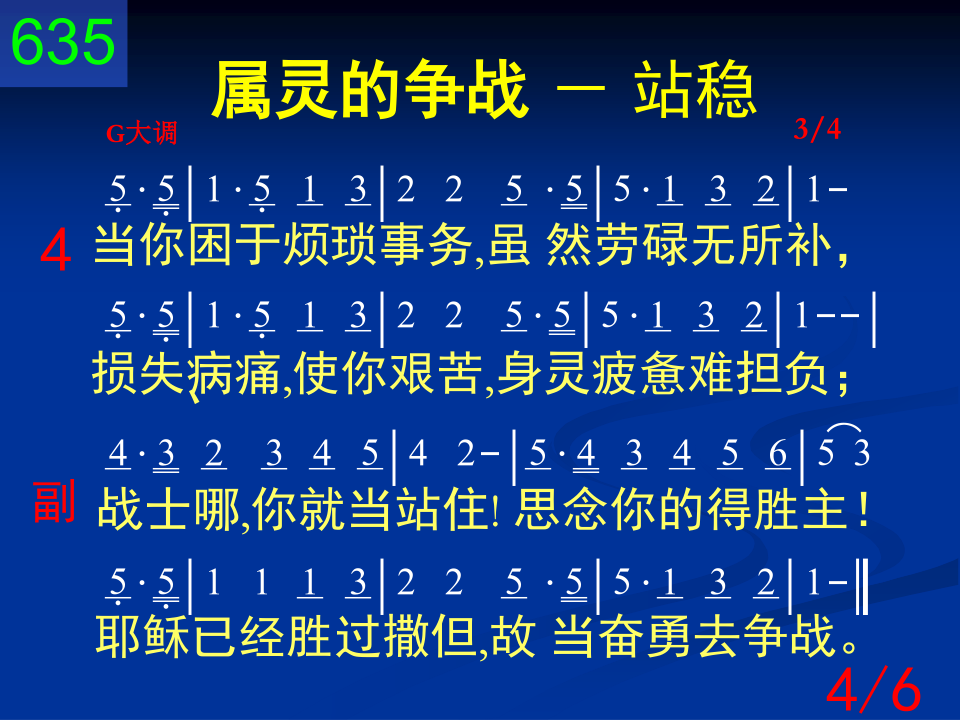 635
属灵的争战 － 站稳
G大调 3/4
5·5|1·5 1 3|2 2 5·5|5·1 3 2|1-
4 当你困于烦琐事务,虽 然劳碌无所补，
5·5|1·5 1 3|2 2 5·5|5·1 3 2|1--|
损失病痛,使你艰苦,身灵疲惫难担负；
4·3 2 3 4 5|4 2-|5·4 3 4 5 6|5 3
副 战士哪,你就当站住! 思念你的得胜主！
5·5|1 1 1 3|2 2 5·5|5·1 3 2|1-‖
耶稣已经胜过撒但,故 当奋勇去争战。
4/6